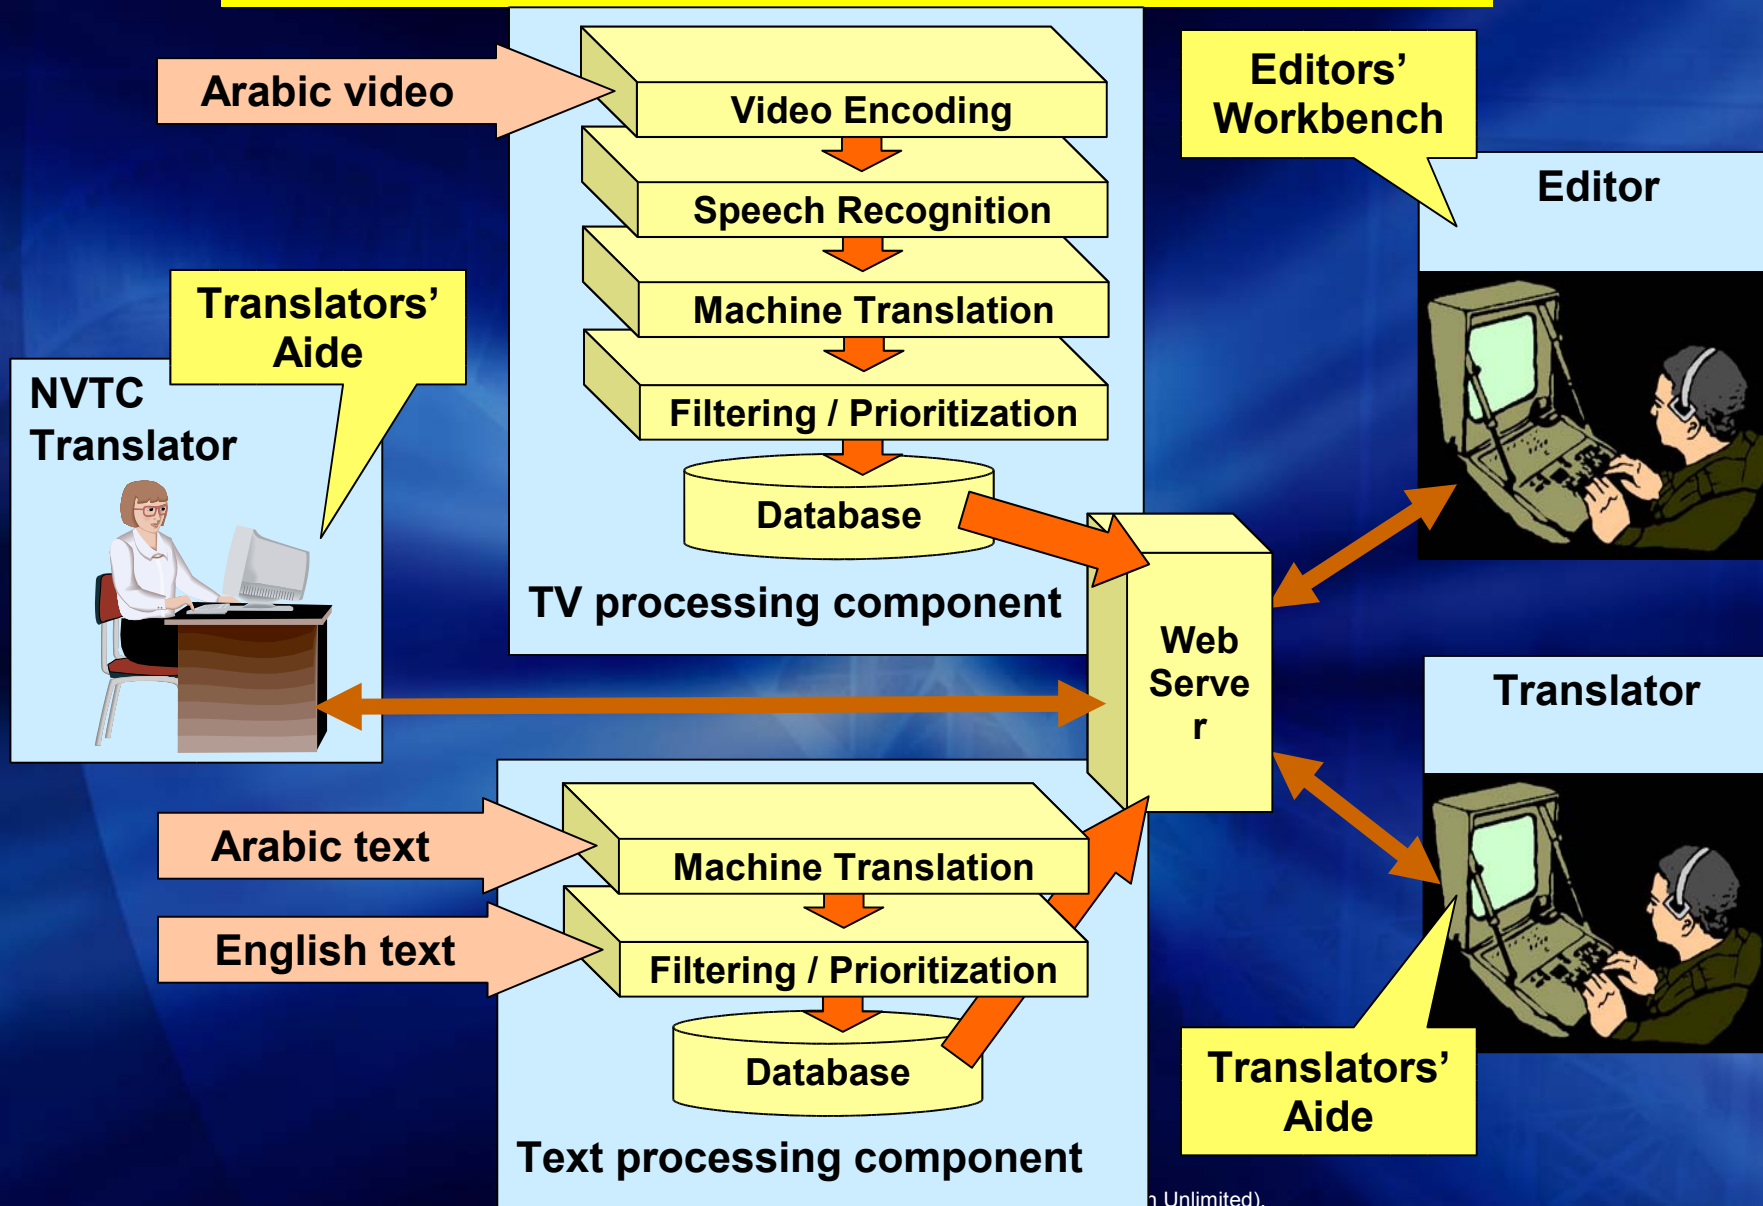 Arabic video
Video Encoding
Speech Recognition
Machine Translation
Filtering / Prioritization
Database
TV processing component
Editors’
Workbench
Editor
Translators’
Aide
NVTC
Translator
Web
Serve
r
Translator
Arabic text
English text
Machine Translation
Filtering / Prioritization
Database
Text processing component
Translators’
Aide
Unlimited).